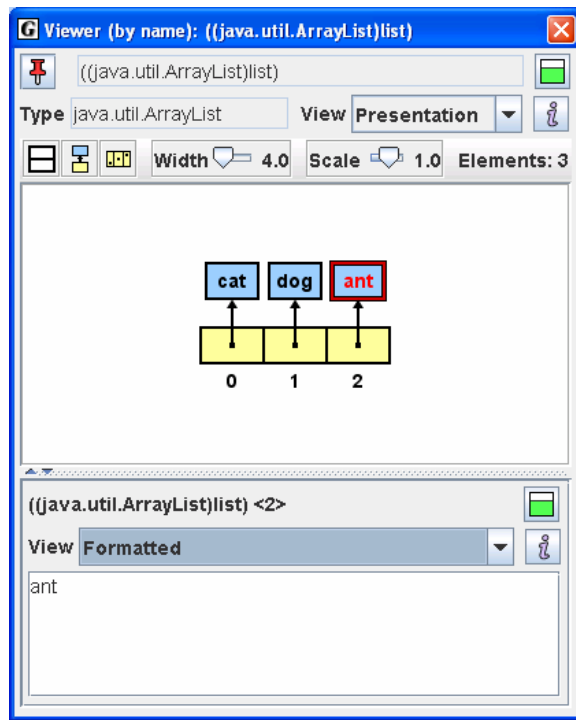 G Viewer (by name): ((java.util.ArrayList)list)
((java.util.ArrayList)list)
Type java.util.ArrayList View Presentation i
Width 4.0 Scale 1.0 Elements: 3
cat dog ant
0 1 2
((java.util.ArrayList)list) <2>
View Formatted i
ant